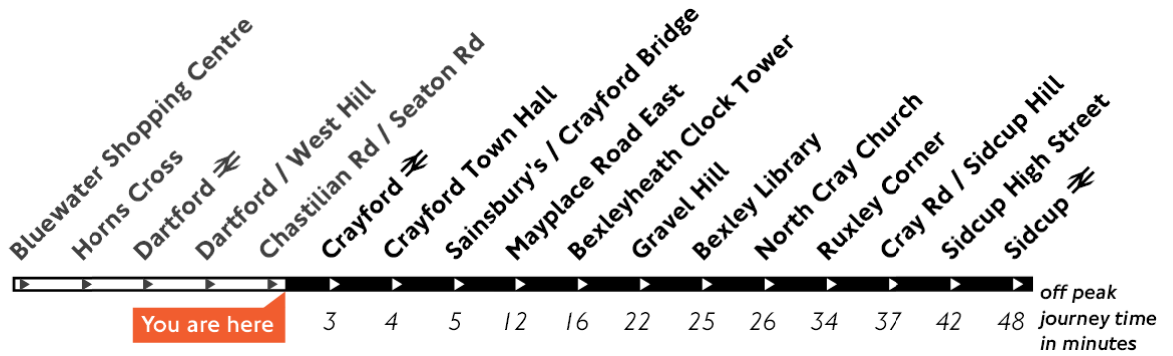 Bluewater Shopping Centre
Horns Cross
Dartford
Dartford / West Hill
Chastilian Rd / Seaton Rd
Crayford
Crayford Town Hall
Sainsbury's / Crayford Bridge
Mayplace Road East
Bexleyheath Clock Tower
Gravel Hill
Bexley Library
North Cray Church
Ruxley Corner
Cray Rd / Sidcup Hill
Sidcup High Street
Sidcup
You are here
3 4 5 12 16 22 25 26 34 37 42 48
off peak
journey time
in minutes